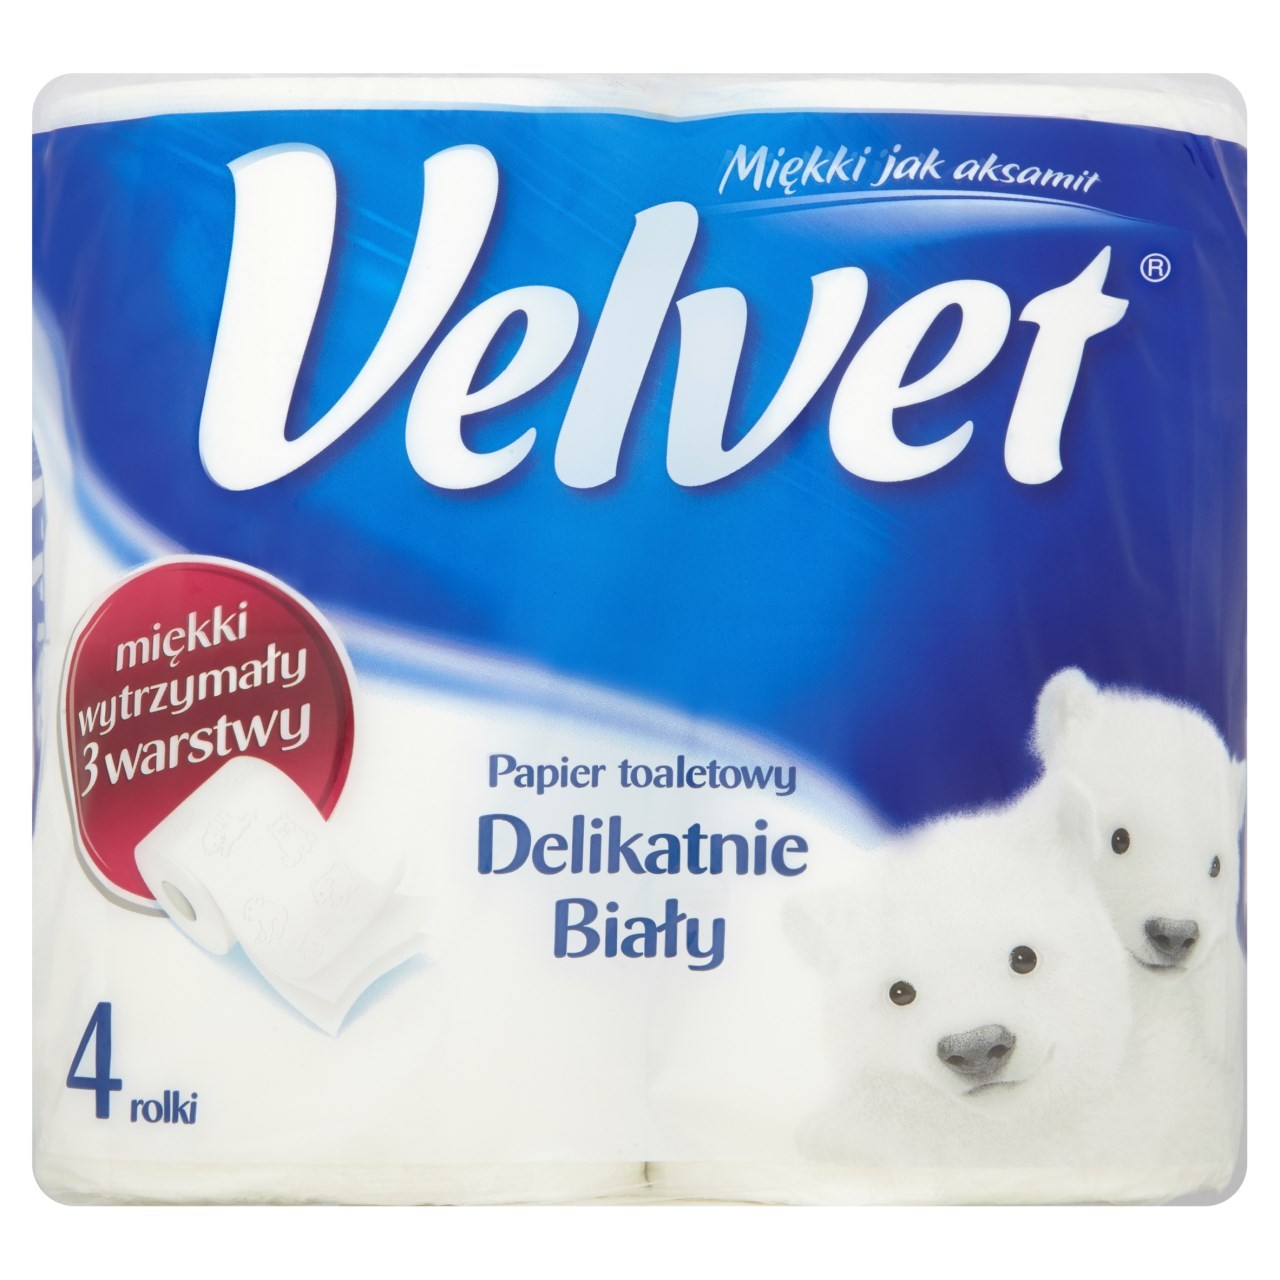 Miękki jak aksamit
Velvet®
miękki
wytrzymały
3 warstwy
Papier toaletowy
Delikatnie
Biały
4 rolki